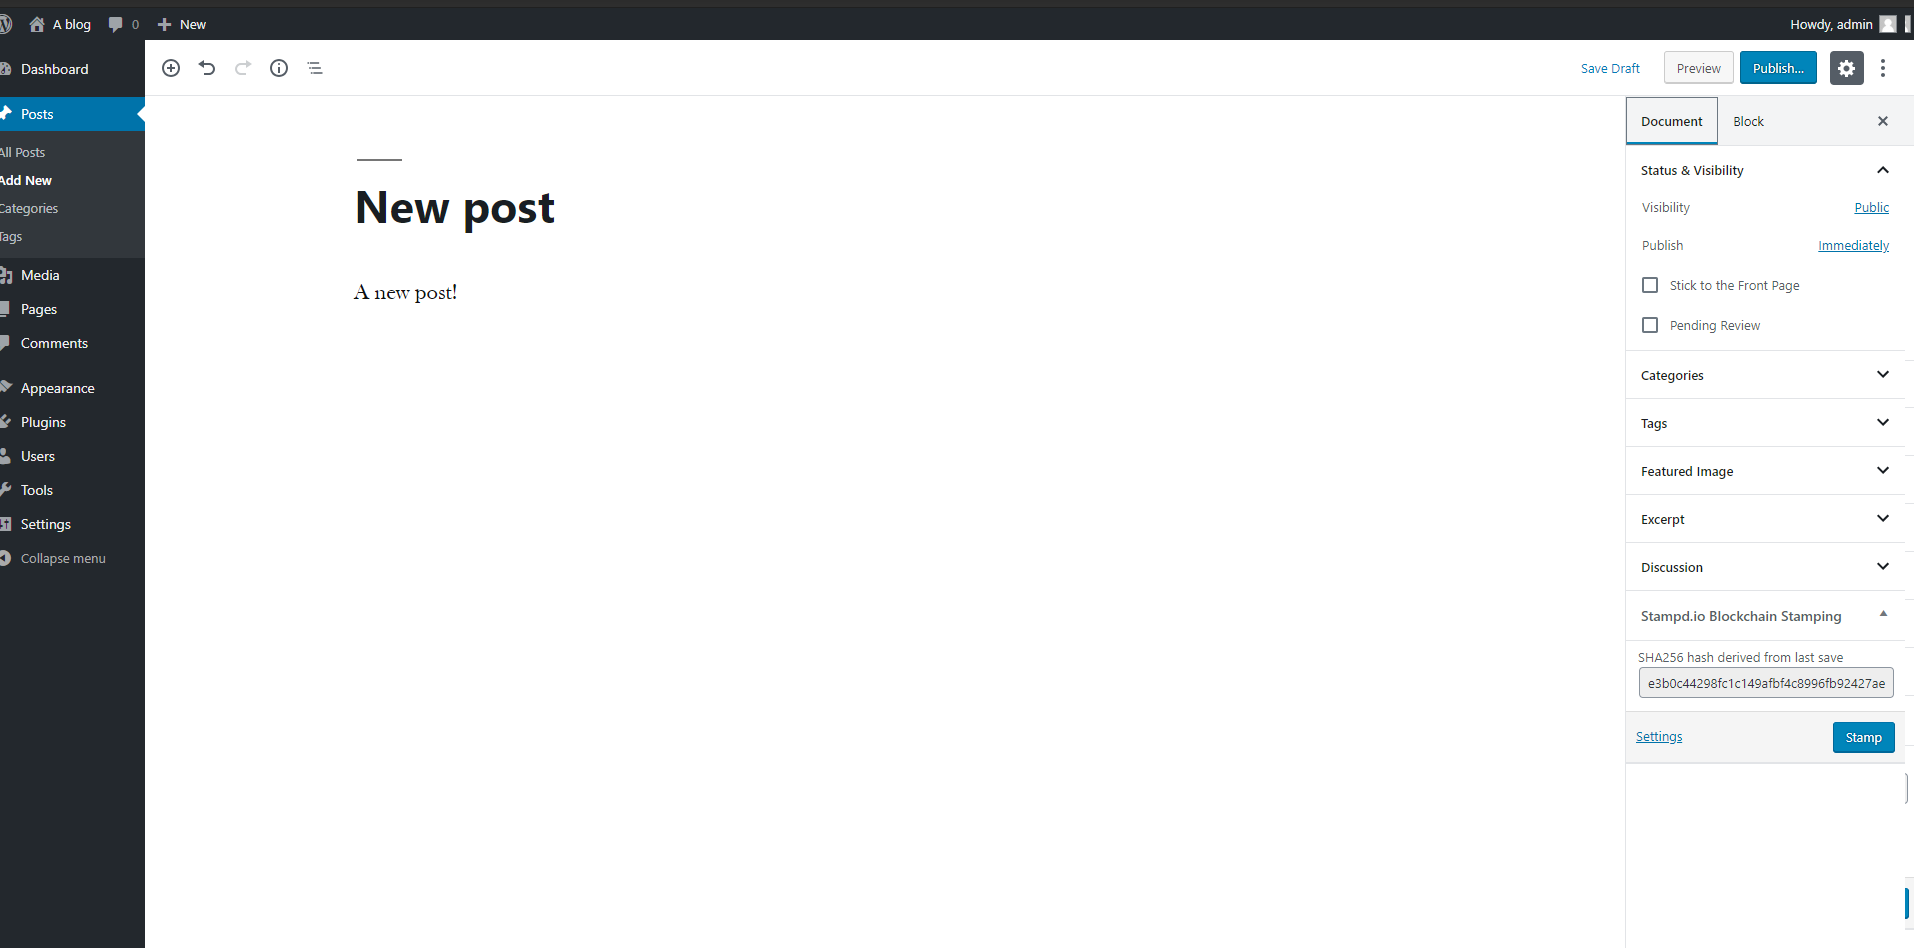 A blog 0 New Howdy, admin
Dashboard
Posts
All Posts
Add New
Categories
Tags
Media
Pages
Comments
Appearance
Plugins
Users
Tools
Settings
Collapse menu
Save Draft Preview Publish...
New post
A new post!
Document Block
Status & Visibility
Visibility Public
Publish Immediately
Stick to the Front Page
Pending Review
Categories
Tags
Featured Image
Excerpt
Discussion
Stampd.io Blockchain Stamping
SHA256 hash derived from last save
e3b0c44298fc1c149afbf4c8996fb92427ae
Settings Stamp